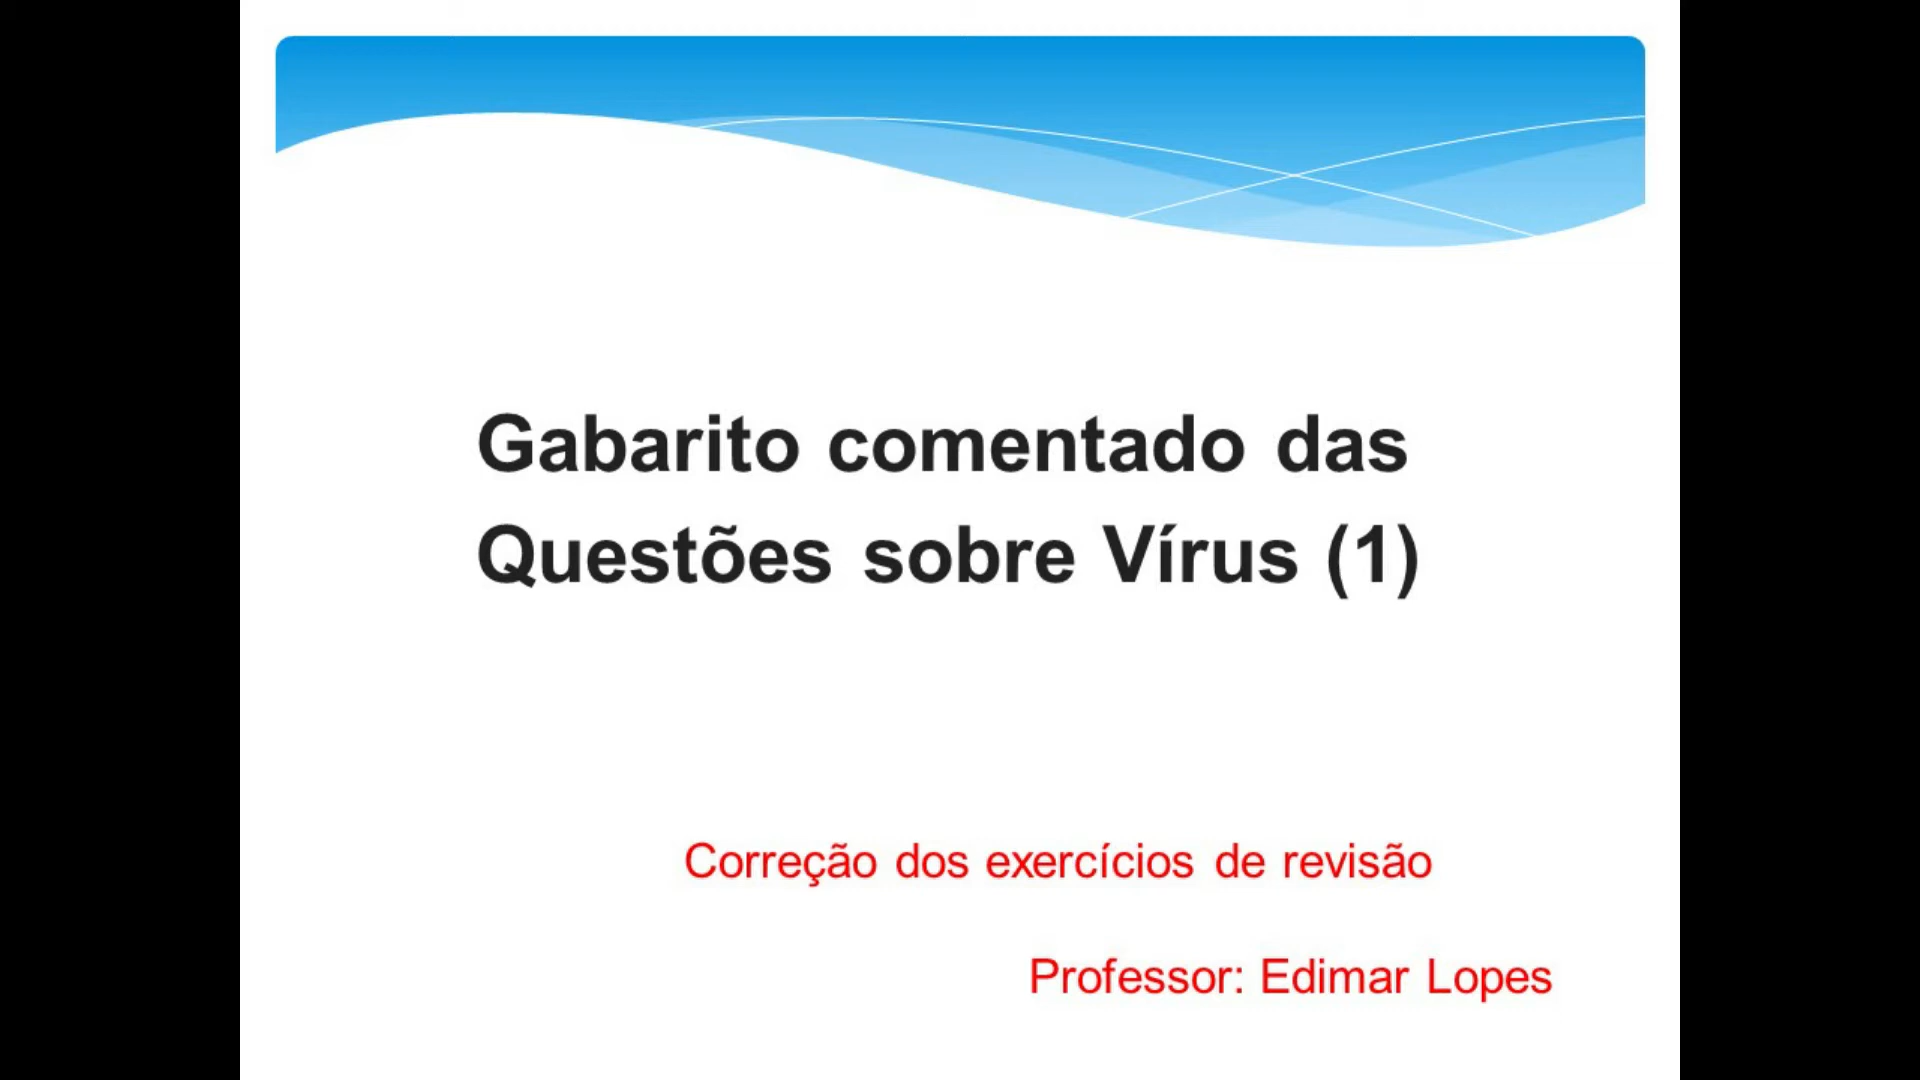 Gabarito comentado das
Questões sobre Vírus (1)
Correção dos exercícios de revisão
Professor: Edimar Lopes